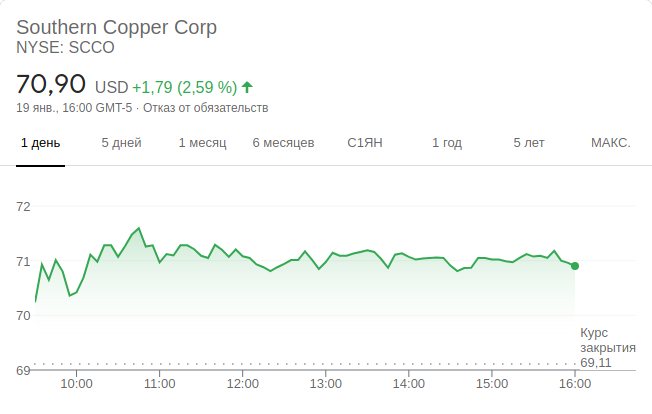 Southern Copper Corp
NYSE: SCCO
70,90 USD +1,79 (2,59 %)
19 янв., 16:00 GMT-5 · Отказ от обязательств
1 день 5 дней 1 месяц 6 месяцев С1ЯН 1 год 5 лет МАКС.
72
71
70
Курс
закрытия
69,11
69
10:00 11:00 12:00 13:00 14:00 15:00 16:00